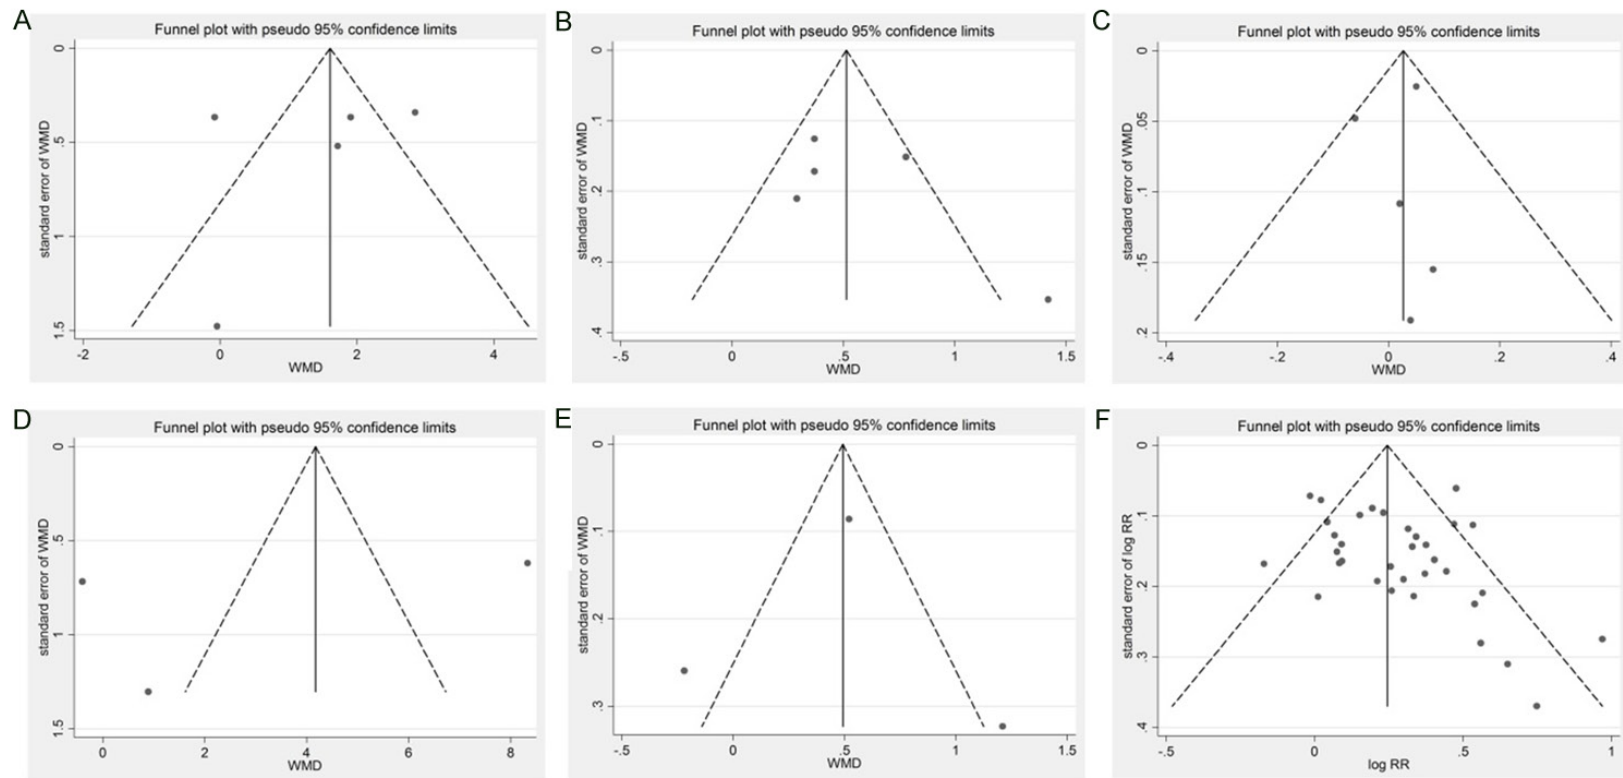 A
Funnel plot with pseudo 95% confidence limits
standard error of WMD
0
.5
1
1.5
-2
0
2
4
WMD
B
Funnel plot with pseudo 95% confidence limits
standard error of WMD
0
.1
.2
.3
.4
-.5
0
.5
1
1.5
WMD
C
Funnel plot with pseudo 95% confidence limits
standard error of WMD
0
.05
.1
.15
.2
-.4
-.2
0
.2
.4
WMD
D
Funnel plot with pseudo 95% confidence limits
standard error of WMD
0
.5
1
1.5
0
2
4
6
8
WMD
E
Funnel plot with pseudo 95% confidence limits
standard error of WMD
0
.1
.2
.3
-.5
0
.5
1
1.5
WMD
F
Funnel plot with pseudo 95% confidence limits
standard error of log RR
0
.1
.2
.3
.4
-.5
0
.5
1
log RR